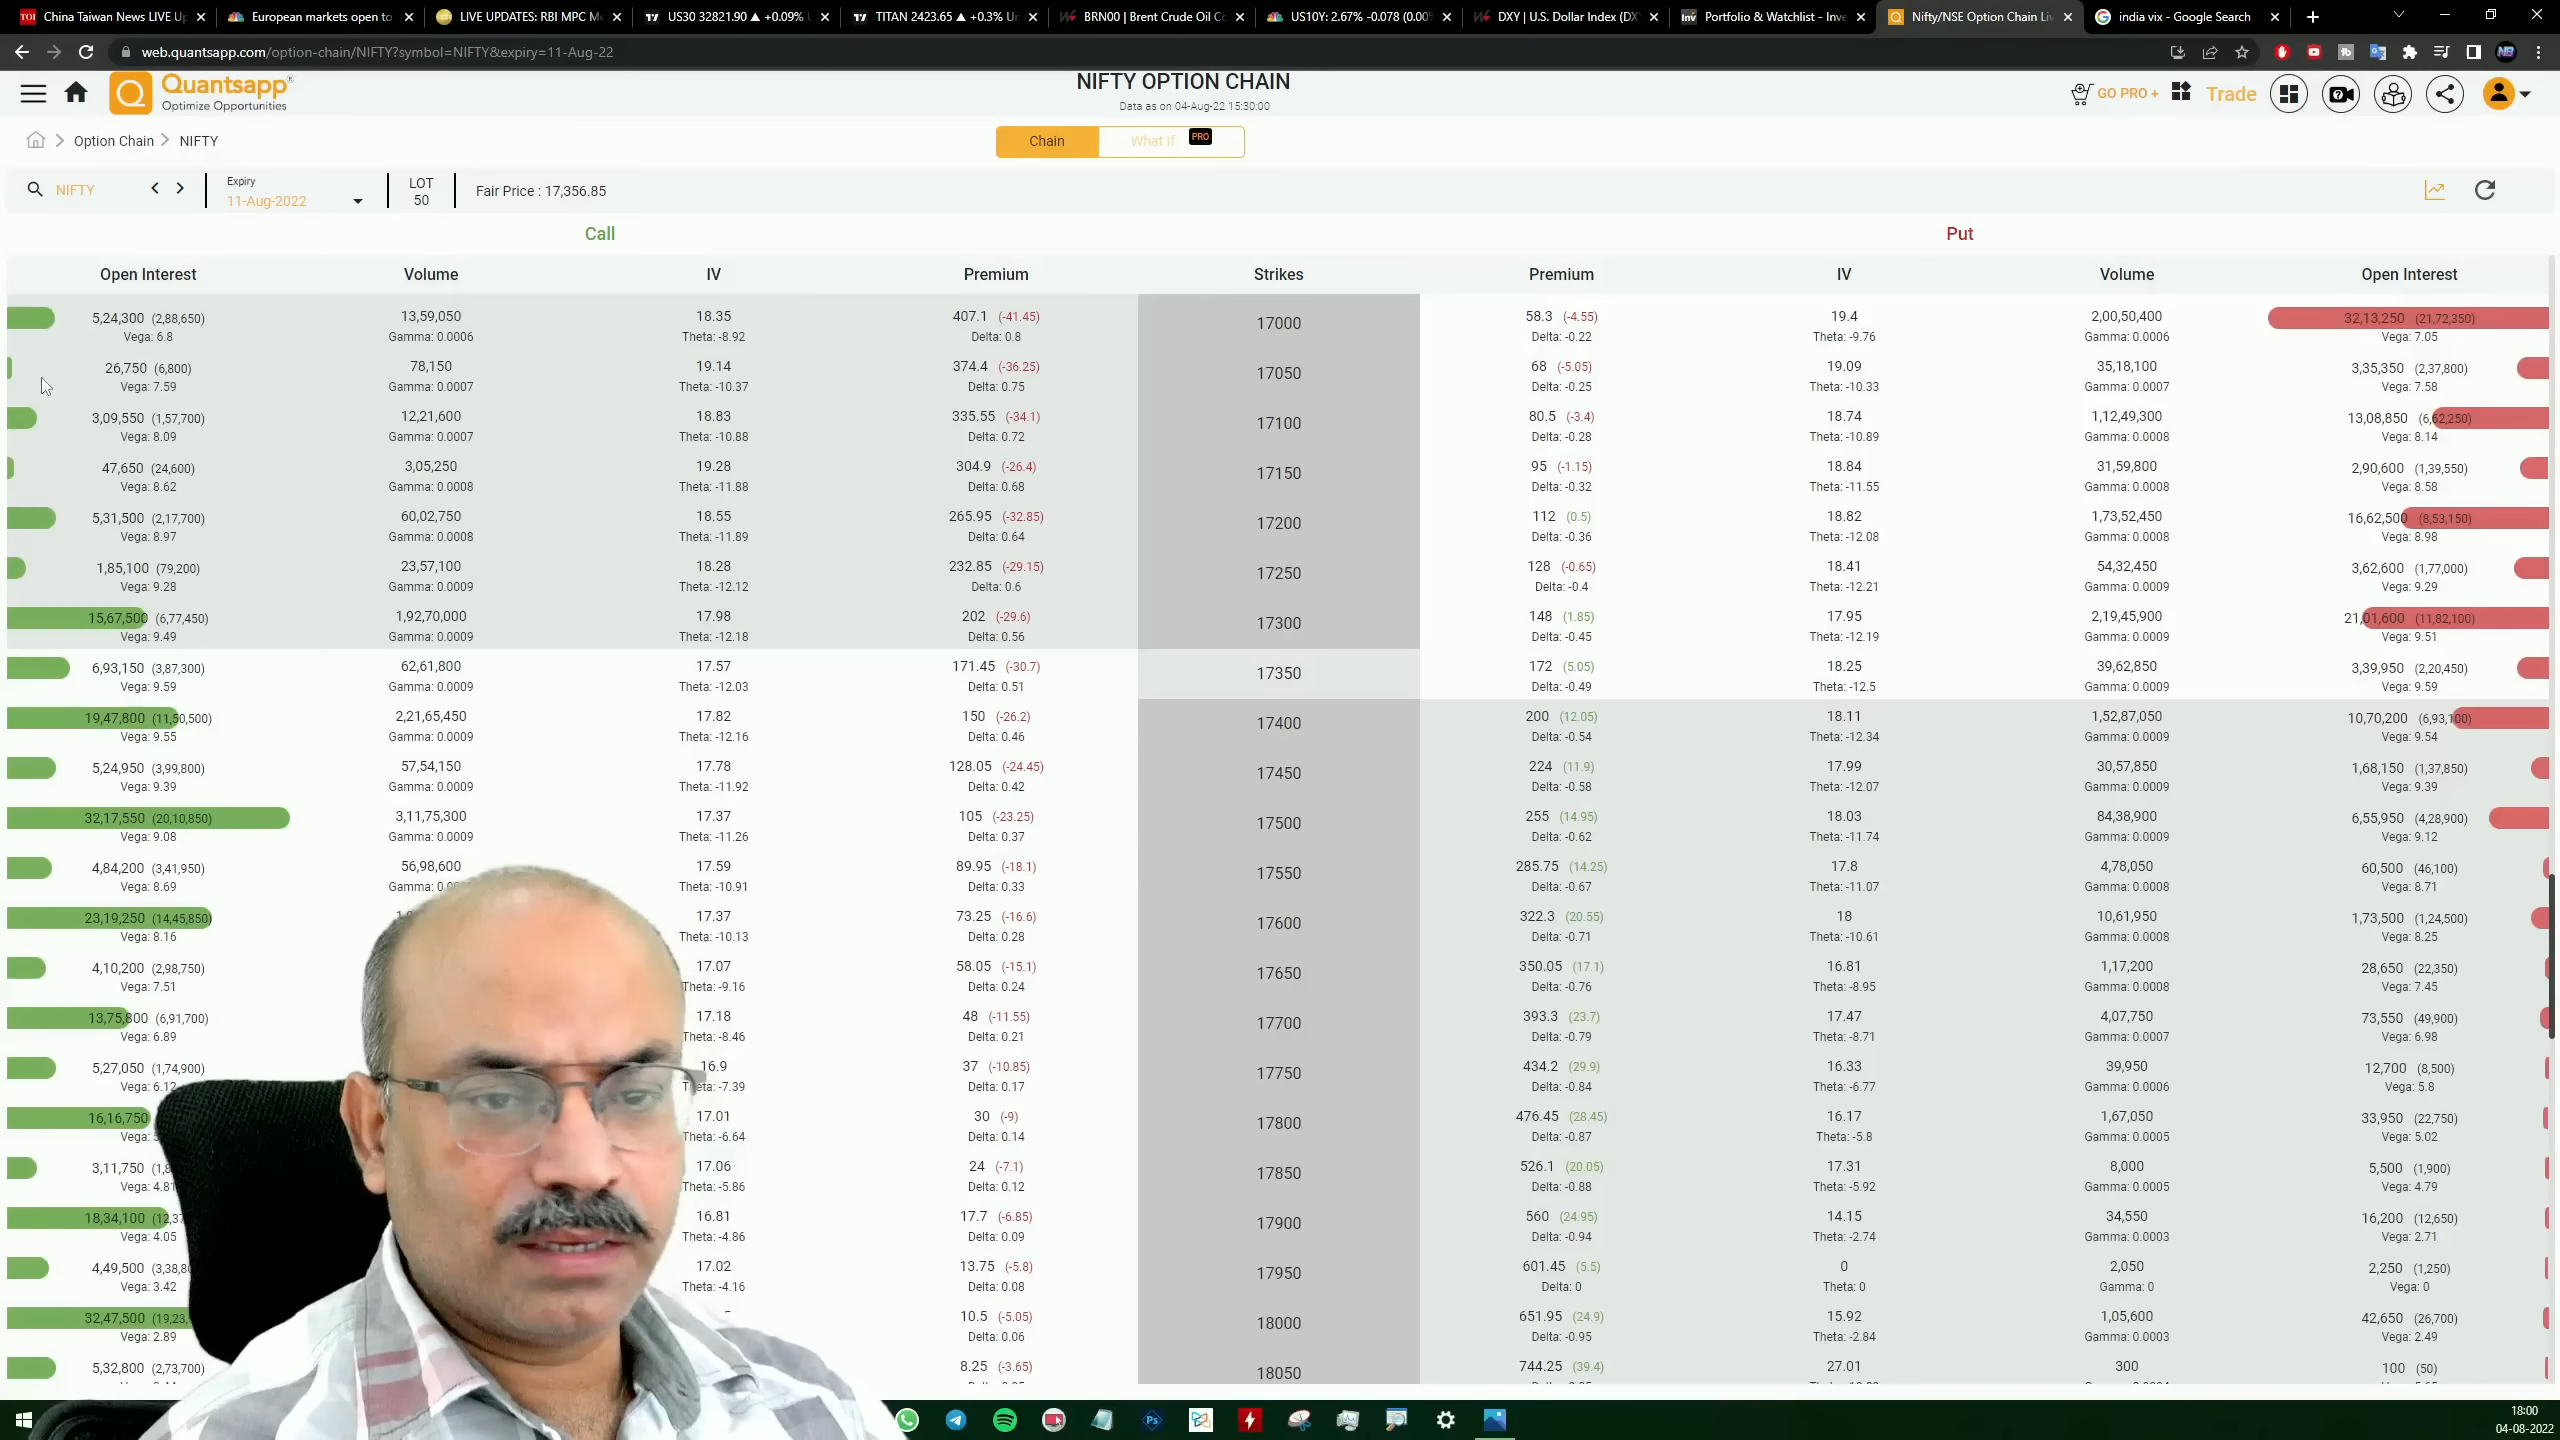 China Taiwan News LIVE Up
European markets open to
LIVE UPDATES: RBI MPC M
US30 32821.90 ▲ +0.09%
TITAN 2423.65 ▲ +0.3% Un
BRN00 | Brent Crude Oil Co
US10Y: 2.67% -0.078 (0.00%
DXY | U.S. Dollar Index (DX
Portfolio & Watchlist - Inve
Nifty/NSE Option Chain Liv
india vix - Google Search
web.quantsapp.com/option-chain/NIFTY?symbol=NIFTY&expiry=11-Aug-22
Quantsapp
Optimize Opportunities
NIFTY OPTION CHAIN
Data as on 04-Aug-22 15:30:00
GO PRO +
Trade
Option Chain > NIFTY
Chain
What If PRO
NIFTY
Expiry
11-Aug-2022
LOT
50
Fair Price : 17,356.85
Call
Put
Open Interest Volume IV Premium Strikes Premium IV Volume Open Interest
5,24,300 (2,88,650) 13,59,050 18.35 407.1 (-41.45) 17000 58.3 (-4.55) 19.4 2,00,50,400 32,13,250 (21,72,350)
Vega: 6.8 Gamma: 0.0006 Theta: -8.92 Delta: 0.8 Delta: -0.22 Theta: -9.76 Gamma: 0.0006 Vega: 7.05
26,750 (6,800) 78,150 19.14 374.4 (-36.25) 17050 68 (-5.05) 19.09 35,18,100 3,35,350 (2,37,800)
Vega: 7.59 Gamma: 0.0007 Theta: -10.37 Delta: 0.75 Delta: -0.25 Theta: -10.33 Gamma: 0.0007 Vega: 7.58
3,09,550 (1,57,700) 12,21,600 18.83 335.55 (-34.1) 17100 80.5 (-3.4) 18.74 1,12,49,300 13,08,850 (6,62,250)
Vega: 8.09 Gamma: 0.0007 Theta: -10.88 Delta: 0.72 Delta: -0.28 Theta: -10.89 Gamma: 0.0008 Vega: 8.14
47,650 (24,600) 3,05,250 19.28 304.9 (-26.4) 17150 95 (-1.15) 18.84 31,59,800 2,90,600 (1,39,550)
Vega: 8.62 Gamma: 0.0008 Theta: -11.88 Delta: 0.68 Delta: -0.32 Theta: -11.55 Gamma: 0.0008 Vega: 8.58
5,31,500 (2,17,700) 60,02,750 18.55 265.95 (-32.85) 17200 112 (0.5) 18.82 1,73,52,450 16,62,500 (8,53,150)
Vega: 8.97 Gamma: 0.0008 Theta: -11.89 Delta: 0.64 Delta: -0.36 Theta: -12.08 Gamma: 0.0008 Vega: 8.98
1,85,100 (79,200) 23,57,100 18.28 232.85 (-29.15) 17250 128 (-0.65) 18.41 54,32,450 3,62,600 (1,77,000)
Vega: 9.28 Gamma: 0.0009 Theta: -12.12 Delta: 0.6 Delta: -0.4 Theta: -12.21 Gamma: 0.0009 Vega: 9.29
15,67,500 (6,77,450) 1,92,70,000 17.98 202 (-29.6) 17300 148 (1.85) 17.95 2,19,45,900 21,01,600 (11,82,100)
Vega: 9.49 Gamma: 0.0009 Theta: -12.18 Delta: 0.56 Delta: -0.45 Theta: -12.19 Gamma: 0.0009 Vega: 9.51
6,93,150 (3,87,300) 62,61,800 17.57 171.45 (-30.7) 17350 172 (5.05) 18.25 39,62,850 3,39,950 (2,20,450)
Vega: 9.59 Gamma: 0.0009 Theta: -12.03 Delta: 0.51 Delta: -0.49 Theta: -12.5 Gamma: 0.0009 Vega: 9.59
19,47,800 (11,50,500) 2,21,65,450 17.82 150 (-26.2) 17400 200 (12.05) 18.11 1,52,87,050 10,70,200 (6,93,100)
Vega: 9.55 Gamma: 0.0009 Theta: -12.16 Delta: 0.46 Delta: -0.54 Theta: -12.34 Gamma: 0.0009 Vega: 9.54
5,24,950 (3,99,800) 57,54,150 17.78 128.05 (-24.45) 17450 224 (11.9) 17.99 30,57,850 1,68,150 (1,37,850)
Vega: 9.39 Gamma: 0.0009 Theta: -11.92 Delta: 0.42 Delta: -0.58 Theta: -12.07 Gamma: 0.0009 Vega: 9.39
32,17,550 (20,10,850) 3,11,75,300 17.37 105 (-23.25) 17500 255 (14.95) 18.03 84,38,900 6,55,950 (4,28,900)
Vega: 9.08 Gamma: 0.0009 Theta: -11.26 Delta: 0.37 Delta: -0.62 Theta: -11.74 Gamma: 0.0009 Vega: 9.12
4,84,200 (3,41,950) 56,98,600 17.59 89.95 (-18.1) 17550 285.75 (14.25) 17.8 4,78,050 60,500 (46,100)
Vega: 8.69 Gamma: Theta: -10.91 Delta: 0.33 Delta: -0.67 Theta: -11.07 Gamma: 0.0008 Vega: 8.71
23,19,250 (14,45,850) 17.37 73.25 (-16.6) 17600 322.3 (20.55) 18 10,61,950 1,73,500 (1,24,500)
Vega: 8.16 Theta: -10.13 Delta: 0.28 Delta: -0.71 Theta: -10.61 Gamma: 0.0008 Vega: 8.25
4,10,200 (2,98,750) 17.07 58.05 (-15.1) 17650 350.05 (17.1) 16.81 1,17,200 28,650 (22,350)
Vega: 7.51 Theta: -9.16 Delta: 0.24 Delta: -0.76 Theta: -8.95 Gamma: 0.0008 Vega: 7.45
13,75,800 (6,91,700) 17.18 48 (-11.55) 17700 393.3 (23.7) 17.47 4,07,750 73,550 (49,900)
Vega: 6.89 Theta: -8.46 Delta: 0.21 Delta: -0.79 Theta: -8.71 Gamma: 0.0007 Vega: 6.98
5,27,050 (1,74,900) 16.9 37 (-10.85) 17750 434.2 (29.9) 16.33 39,950 12,700 (8,500)
Vega: 6.12 Theta: -7.39 Delta: 0.17 Delta: -0.84 Theta: -6.77 Gamma: 0.0006 Vega: 5.8
16,16,750 17.01 30 (-9) 17800 476.45 (28.45) 16.17 1,67,050 33,950 (22,750)
Vega: Theta: -6.64 Delta: 0.14 Delta: -0.87 Theta: -5.8 Gamma: 0.0005 Vega: 5.02
3,11,750 17.06 24 (-7.1) 17850 526.1 (20.05) 17.31 8,000 5,500 (1,900)
Vega: 4.81 Theta: -5.86 Delta: 0.12 Delta: -0.88 Theta: -5.92 Gamma: 0.0005 Vega: 4.79
18,34,100 (12,37 16.81 17.7 (-6.85) 17900 560 (24.95) 14.15 34,550 16,200 (12,650)
Vega: 4.05 Theta: -4.86 Delta: 0.09 Delta: -0.94 Theta: -2.74 Gamma: 0.0003 Vega: 2.71
4,49,500 (3,38,80 17.02 13.75 (-5.8) 17950 601.45 (5.5) 0 2,050 2,250 (1,250)
Vega: 3.42 Theta: -4.16 Delta: 0.08 Delta: 0 Theta: 0 Gamma: 0 Vega: 0
32,47,500 (19,23, 10.5 (-5.05) 18000 651.95 (24.9) 15.92 1,05,600 42,650 (26,700)
Vega: 2.89 Delta: 0.06 Delta: -0.95 Theta: -2.84 Gamma: 0.0003 Vega: 2.49
5,32,800 (2,73,700) 8.25 (-3.65) 18050 744.25 (39.4) 27.01 300 100 (50)
18:00
04-08-2022